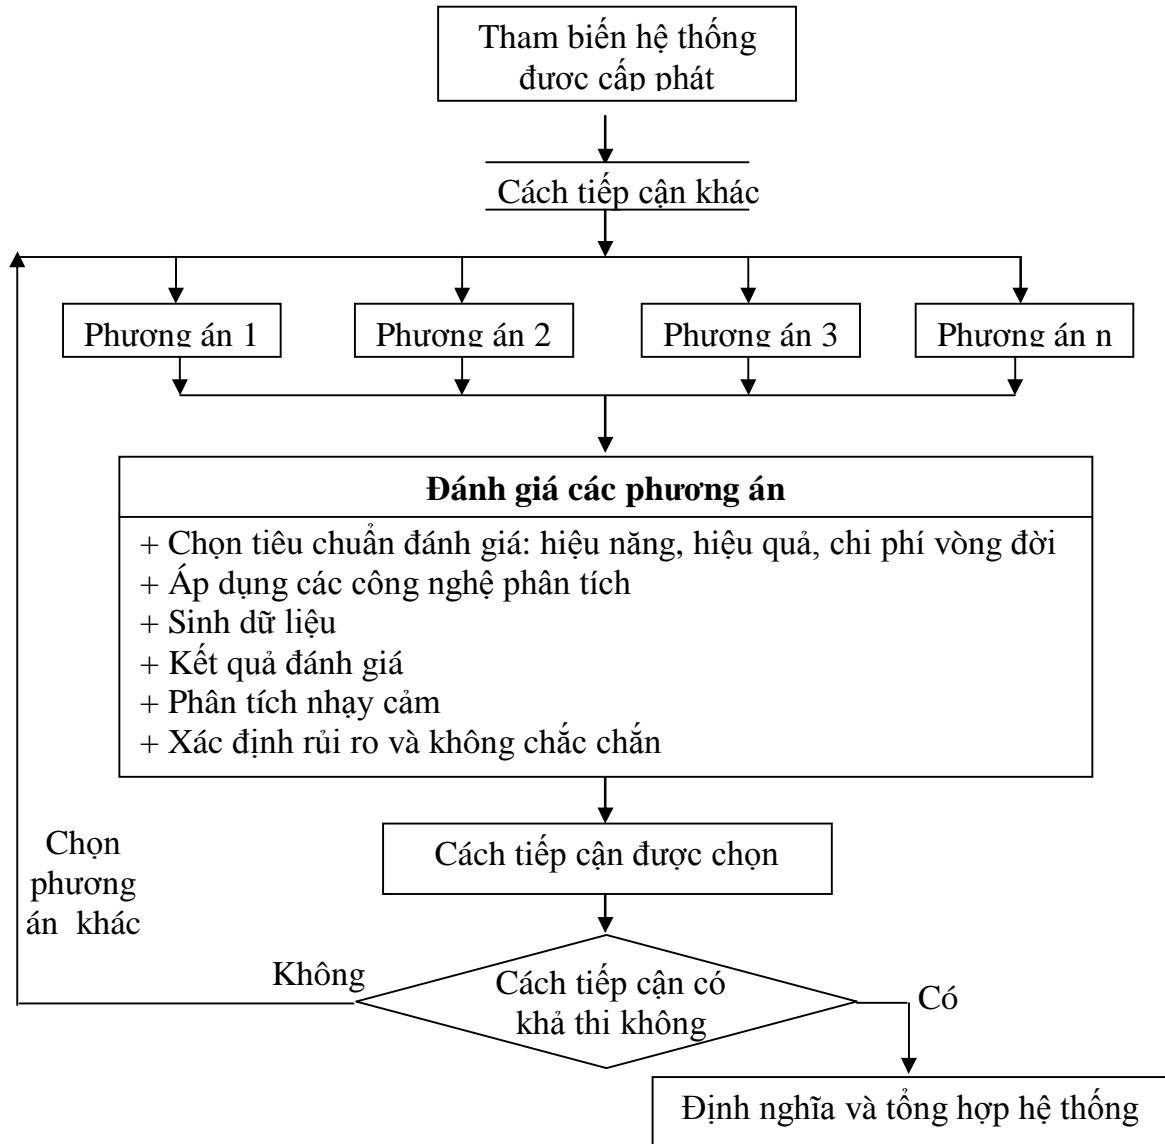 Tham biến hệ thống
được cấp phát
Cách tiếp cận khác
Phương án 1
Phương án 2
Phương án 3
Phương án n
Đánh giá các phương án
+ Chọn tiêu chuẩn đánh giá: hiệu năng, hiệu quả, chi phí vòng đời
+ Áp dụng các công nghệ phân tích
+ Sinh dữ liệu
+ Kết quả đánh giá
+ Phân tích nhạy cảm
+ Xác định rủi ro và không chắc chắn
Cách tiếp cận được chọn
Chọn
phương
án khác
Không
Cách tiếp cận có
khả thi không
Có
Định nghĩa và tổng hợp hệ thống